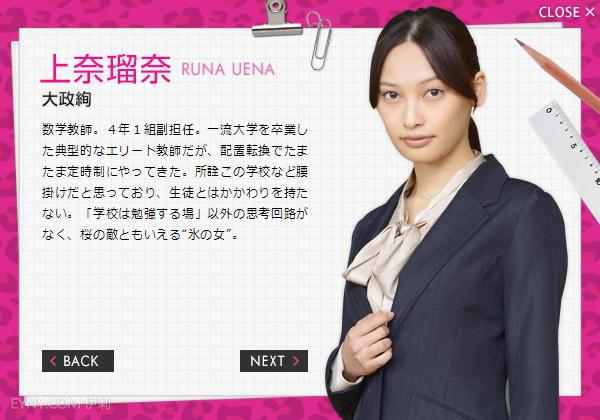 CLOSE ×
上奈瑠奈 RUNA UENA
大政絢
数学教師。４年１組副担任。一流大学を卒業し
た典型的なエリート教師だが、配置転換でたま
たま定時制にやってきた。所詮この学校など腰
掛けだと思っており、生徒とはかかわりを持た
ない。「学校は勉強する場」以外の思考回路が
なく、桜の敵ともいえる“氷の女”。
BACK
NEXT
EYNY.COM 伊莉
0
5